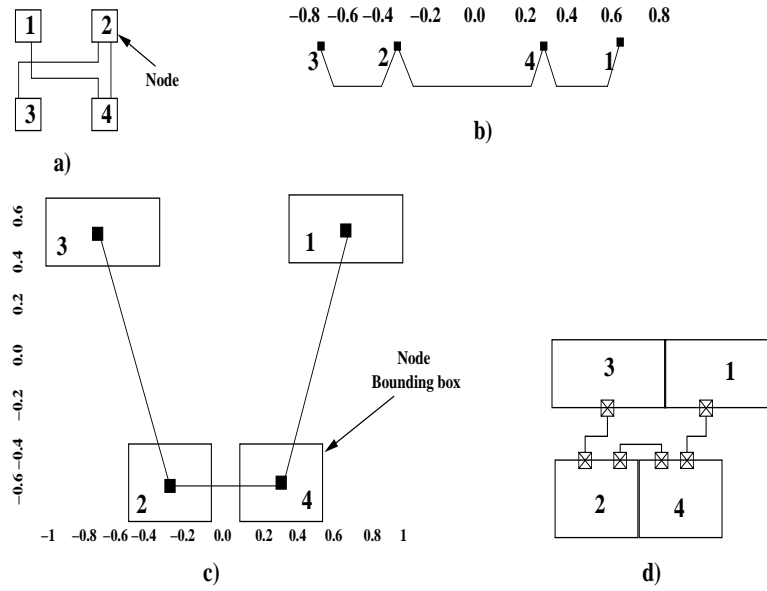 1 2
Node
3 4
a)
−0.8 −0.6 −0.4 −0.2 0.0 0.2 0.4 0.6 0.8
3 2 4 1
b)
0.6
0.4
0.2
0.0
−0.2
−0.4
−0.6
3 1
Node
Bounding box
2 4
−1 −0.8 −0.6 −0.4 −0.2 0.0 0.2 0.4 0.6 0.8 1
c)
3 1
2 4
d)